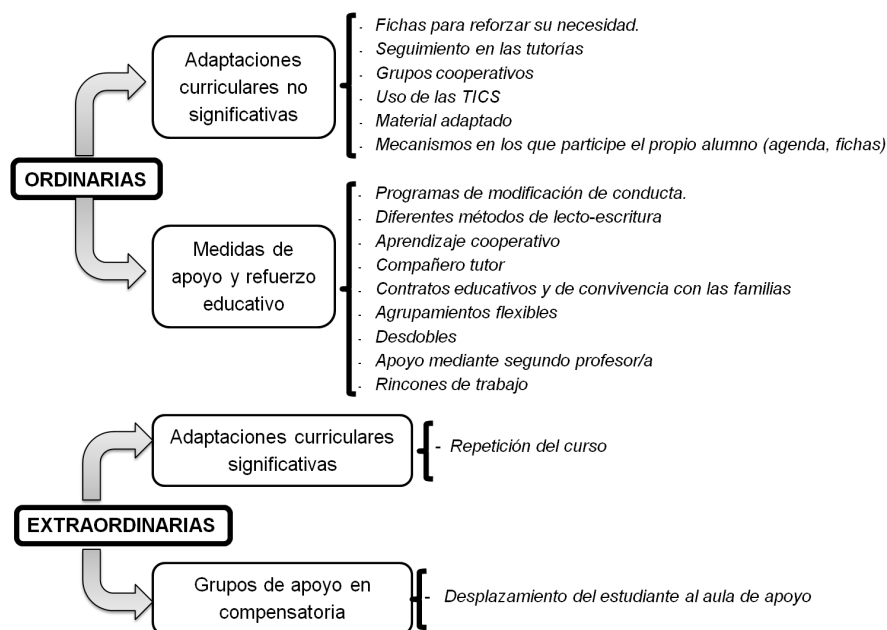 Adaptaciones
curriculares no
significativas
- Fichas para reforzar su necesidad.
- Seguimiento en las tutorías
- Grupos cooperativos
- Uso de las TICS
- Material adaptado
- Mecanismos en los que participe el propio alumno (agenda, fichas)
ORDINARIAS
Medidas de
apoyo y refuerzo
educativo
- Programas de modificación de conducta.
- Diferentes métodos de lecto-escritura
- Aprendizaje cooperativo
- Compañero tutor
- Contratos educativos y de convivencia con las familias
- Agrupamientos flexibles
- Desdobles
- Apoyo mediante segundo profesor/a
- Rincones de trabajo
Adaptaciones curriculares
significativas
- Repetición del curso
EXTRAORDINARIAS
Grupos de apoyo en
compensatoria
- Desplazamiento del estudiante al aula de apoyo